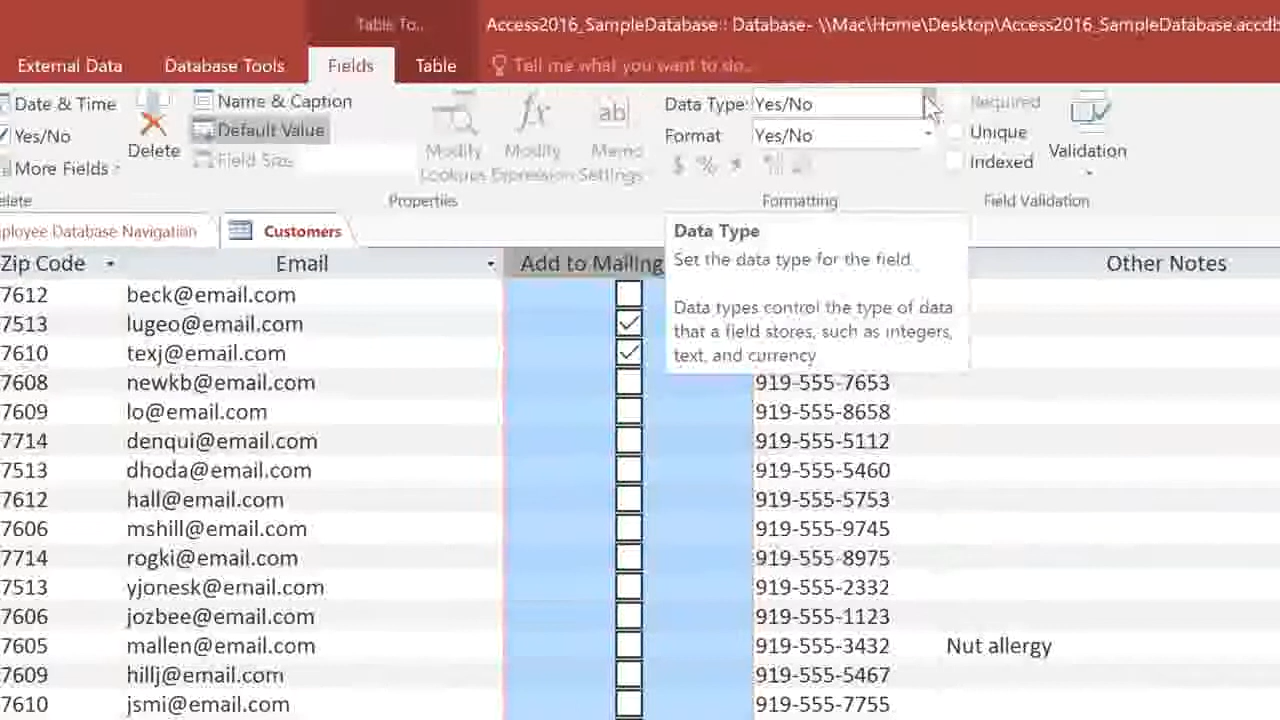 Table To...
Access2016_SampleDatabase : Database- \\Mac\Home\Desktop\Access2016_SampleDatabase.accdb
External Data
Database Tools
Fields
Table
Tell me what you want to do...
Date & Time
Yes/No
More Fields
Delete
Name & Caption
Default Value
Field Size
Modify
Lookups
Modify
Expression
Memo
Settings
Data Type: Yes/No
Format Yes/No
$ %
Required
Unique
Indexed
Validation
Properties
Formatting
Field Validation
Database Navigation
Customers
Data Type
Set the data type for the field.
Data types control the type of data
that a field stores, such as integers,
text, and currency
Zip Code Email Add to Mailing Other Notes
7612 beck@email.com
7513 lugeo@email.com
7610 texj@email.com
7608 newkb@email.com 919-555-7653
7609 lo@email.com 919-555-8658
7714 denqui@email.com 919-555-5112
7513 dhoda@email.com 919-555-5460
7612 hall@email.com 919-555-5753
7606 mshill@email.com 919-555-9745
7714 rogki@email.com 919-555-8975
7513 yjonesk@email.com 919-555-2332
7606 jozbee@email.com 919-555-1123
7605 mallen@email.com 919-555-3432 Nut allergy
7609 hillj@email.com 919-555-5467
7610 jsmi@email.com 919-555-7755